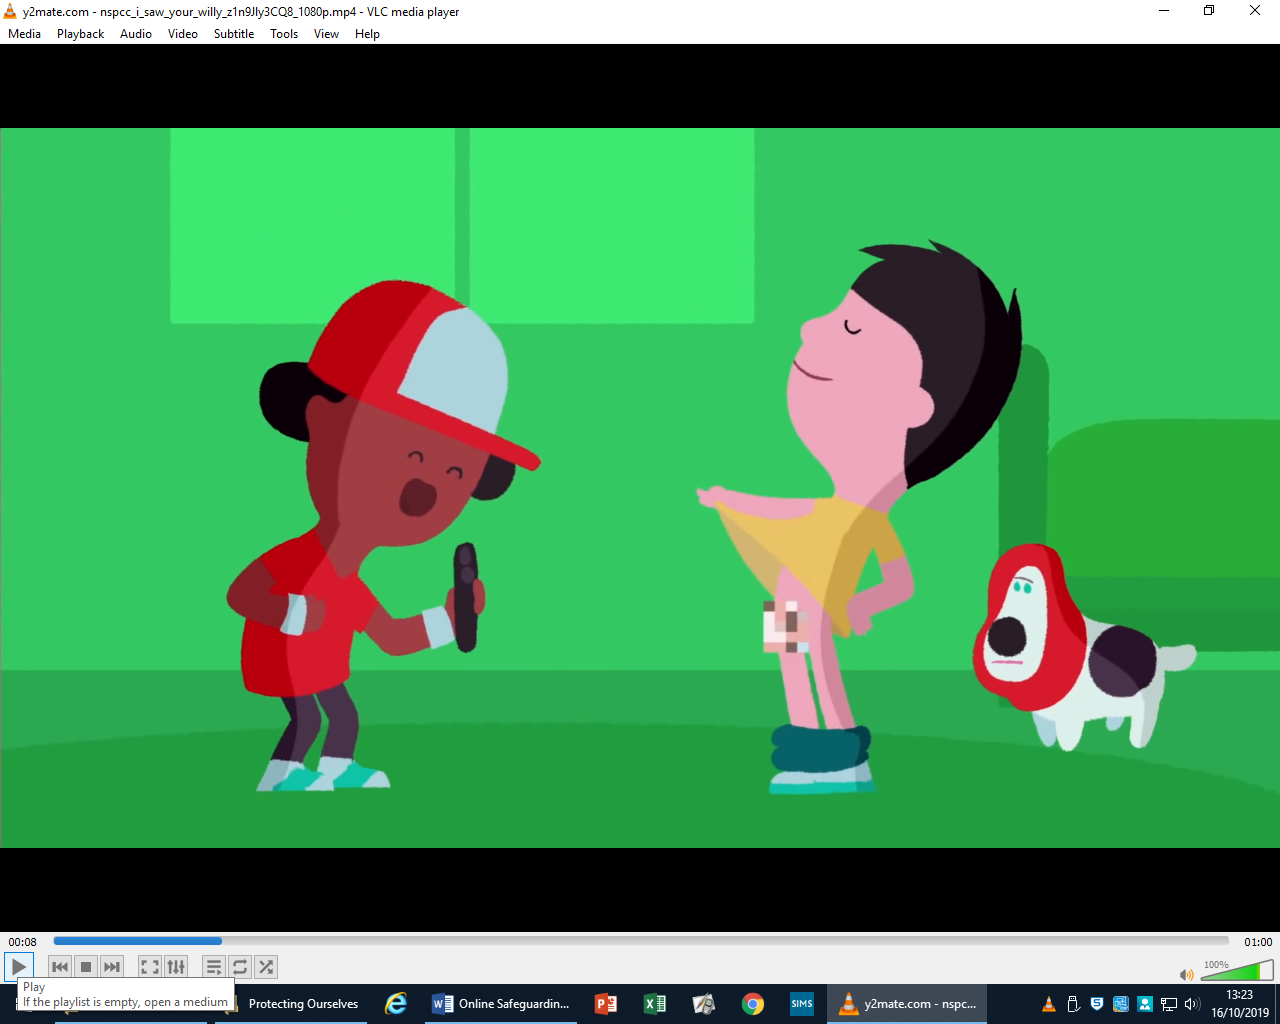 y2mate.com - nspcc_i_saw_your_willy_z1n9Jly3CQ8_1080p.mp4 - VLC media player
Media Playback Audio Video Subtitle Tools View Help
00:08
01:00
100%
Play
If the playlist is empty, open a medium
Protecting Ourselves
Online Safeguardin...
SIMS
y2mate.com - nspc...
13:23
16/10/2019